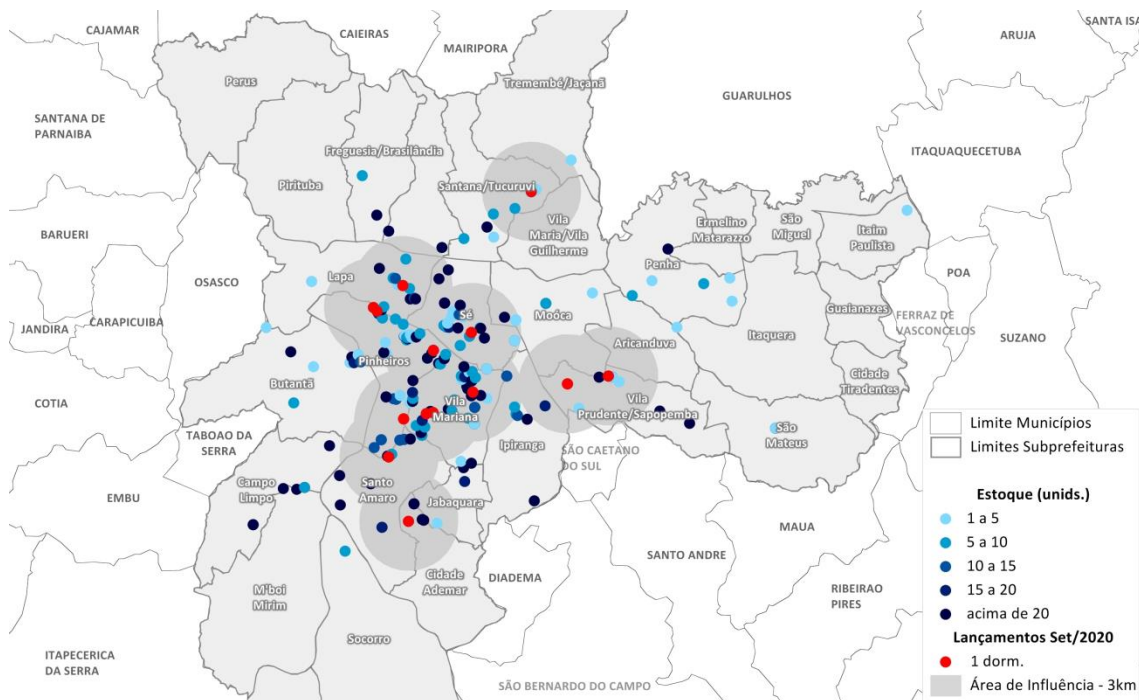 CAJAMAR
CAIEIRAS
MAIRIPORA
ARUJA
SANTA ISA
Perus
Tremembé/Jaçanã
GUARULHOS
SANTANA DE
PARNAIBA
Freguesia/Brasilândia
ITAQUAQUECETUBA
Pirituba
Santana/Tucuruvi
Vila
Maria/Vila
Guilherme
Ermelino
Matarazzo
São
Miguel
Itaim
Paulista
BARUERI
OSASCO
Lapa
Penha
POA
Sé
Moóca
Guaianazes
FERRAZ DE
VASCONCELOS
JANDIRA
CARAPICUIBA
Aricanduva
Itaquera
SUZANO
Pinheiros
Butantã
Cidade
Tiradentes
COTIA
Vila
Mariana
Vila
Prudente/Sapopemba
São
Mateus
TABOAO DA
SERRA
Ipiranga
SÃO CAETANO
DO SUL
EMBU
Campo
Limpo
Santo
Amaro
Jabaquara
MAUA
SANTO ANDRE
DIADEMA
Cidade
Ademar
M'boi
Mirim
RIBEIRAO
PIRES
ITAPECERICA
DA SERRA
Socorro
SÃO BERNARDO DO CAMPO
Limite Municípios
Limites Subprefeituras
Estoque (unids.)
1 a 5
5 a 10
10 a 15
15 a 20
acima de 20
Lançamentos Set/2020
1 dorm.
Área de Influência - 3km